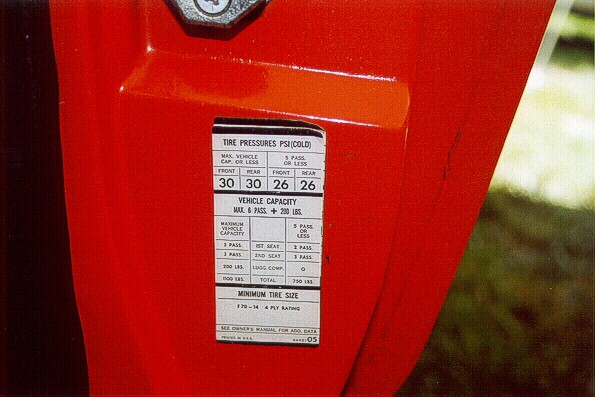 TIRE PRESSURES PSI(COLD)
MAX. VEHICLE CAP. OR LESS 5 PASS. OR LESS
FRONT REAR FRONT REAR
30 30 26 26
VEHICLE CAPACITY
MAX. 6 PASS. + 200 LBS.
MAXIMUM VEHICLE CAPACITY 5 PASS. OR LESS
3 PASS. 1ST. SEAT 2 PASS.
3 PASS. 2ND SEAT 3 PASS.
200 LBS. LUGG COMP. 0
1100 LBS. TOTAL 750 LBS.
MINIMUM TIRE SIZE
F70-14 4 PLY RATING
SEE OWNER'S MANUAL FOR ADD. DATA
PRINTED IN U.S.A. 05